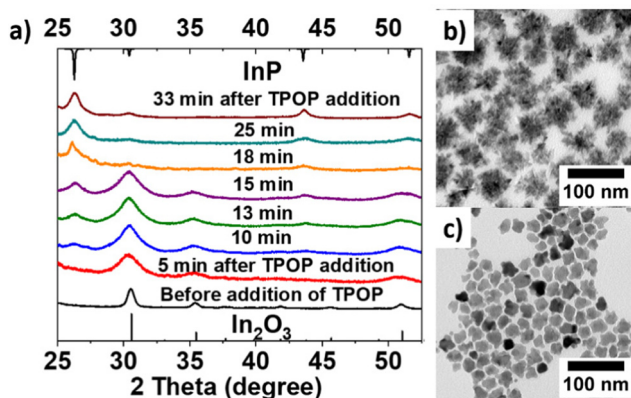 a)
25 30 35 40 45 50
InP
33 min after TPOP addition
25 min
18 min
15 min
13 min
10 min
5 min after TPOP addition
Before addition of TPOP
In₂O₃
25 30 35 40 45 50
2 Theta (degree)
b)
100 nm
c)
100 nm